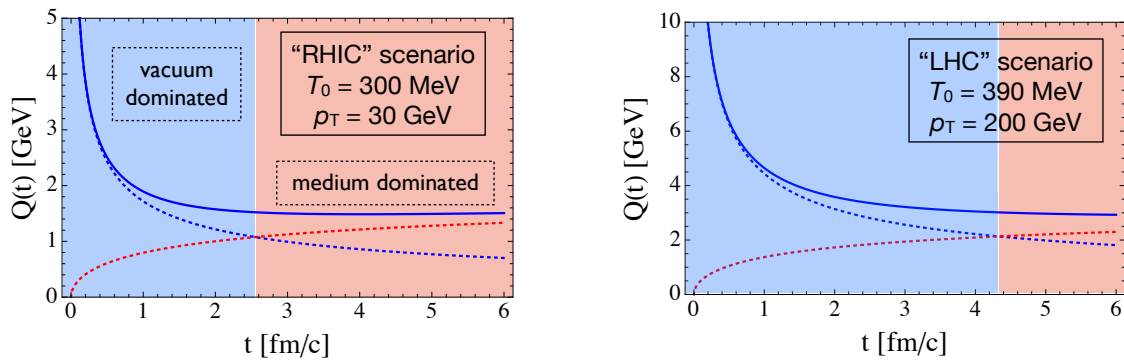 5
4
3
2
1
0
Q(t) [GeV]
vacuum
dominated
“RHIC” scenario
T₀ = 300 MeV
pT = 30 GeV
medium dominated
0 1 2 3 4 5 6
t [fm/c]
10
8
6
4
2
0
Q(t) [GeV]
“LHC” scenario
T₀ = 390 MeV
pT = 200 GeV
0 1 2 3 4 5 6
t [fm/c]